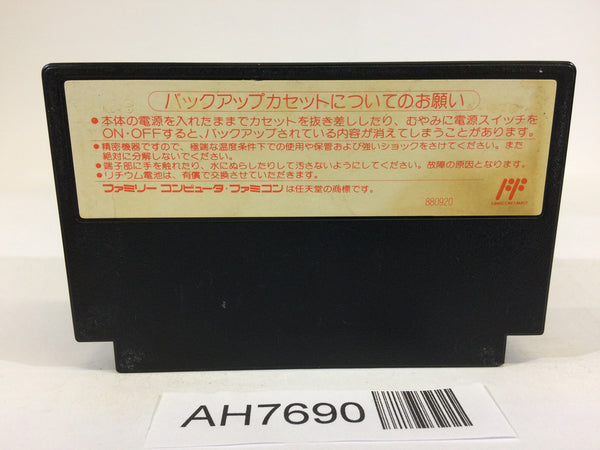 バックアップカセットについてのお願い
●本体の電源を入れたままでカセットを抜き差ししたり、むやみに電源スイッチを
ON・OFFすると、バックアップされている内容が消えてしまうことがあります。
●精密機器ですので、極端な温度条件下での使用や保管および強いショックをさけてください。また
絶対に分解しないでください。
●端子部に手を触れたり、水にぬらしたりして汚さないようにしてください。故障の原因となります。
●リチウム電池は、有償で交換させていただきます。
ファミリー コンピュータ・ファミコン は任天堂の商標です。
880920
AH7690